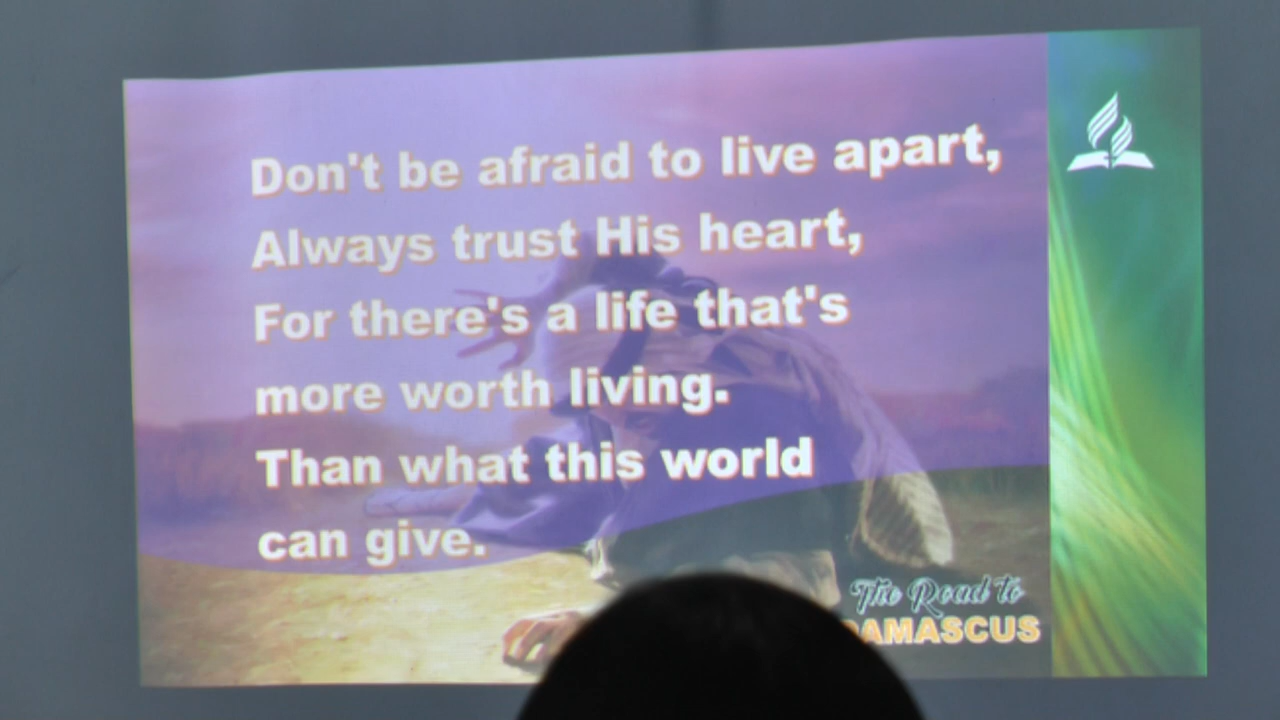 Don't be afraid to live apart,
Always trust His heart,
For there's a life that's
more worth living.
Than what this world
can give.
The Road to
DAMASCUS